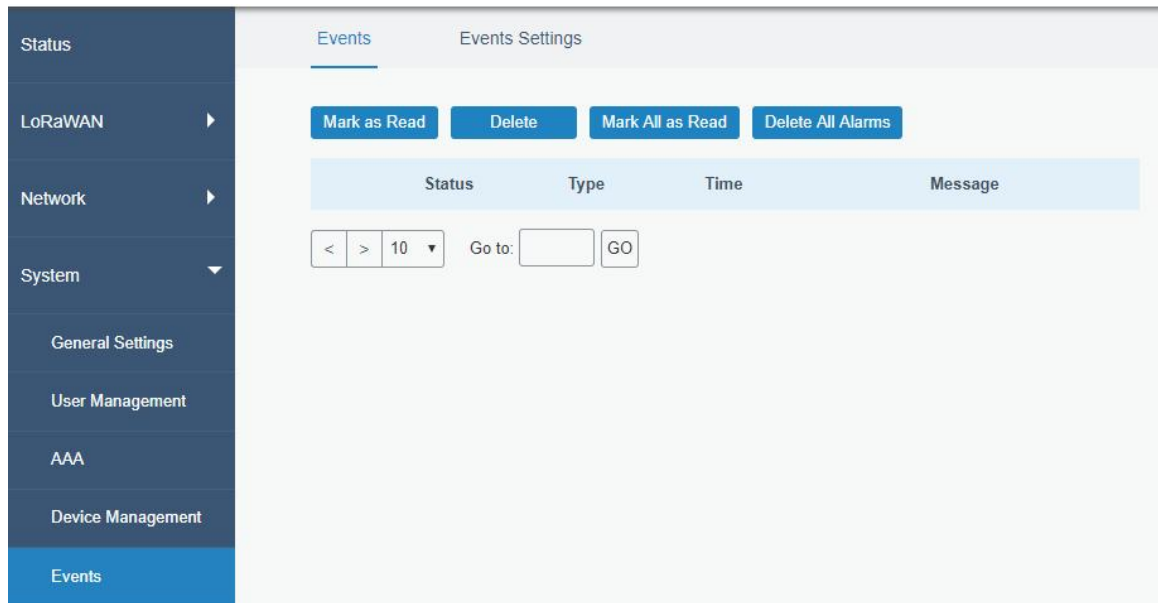 Status
LoRaWAN
Network
System
General Settings
User Management
AAA
Device Management
Events
Events Events Settings
Mark as Read Delete Mark All as Read Delete All Alarms
Status Type Time Message
< > 10 Go to: GO